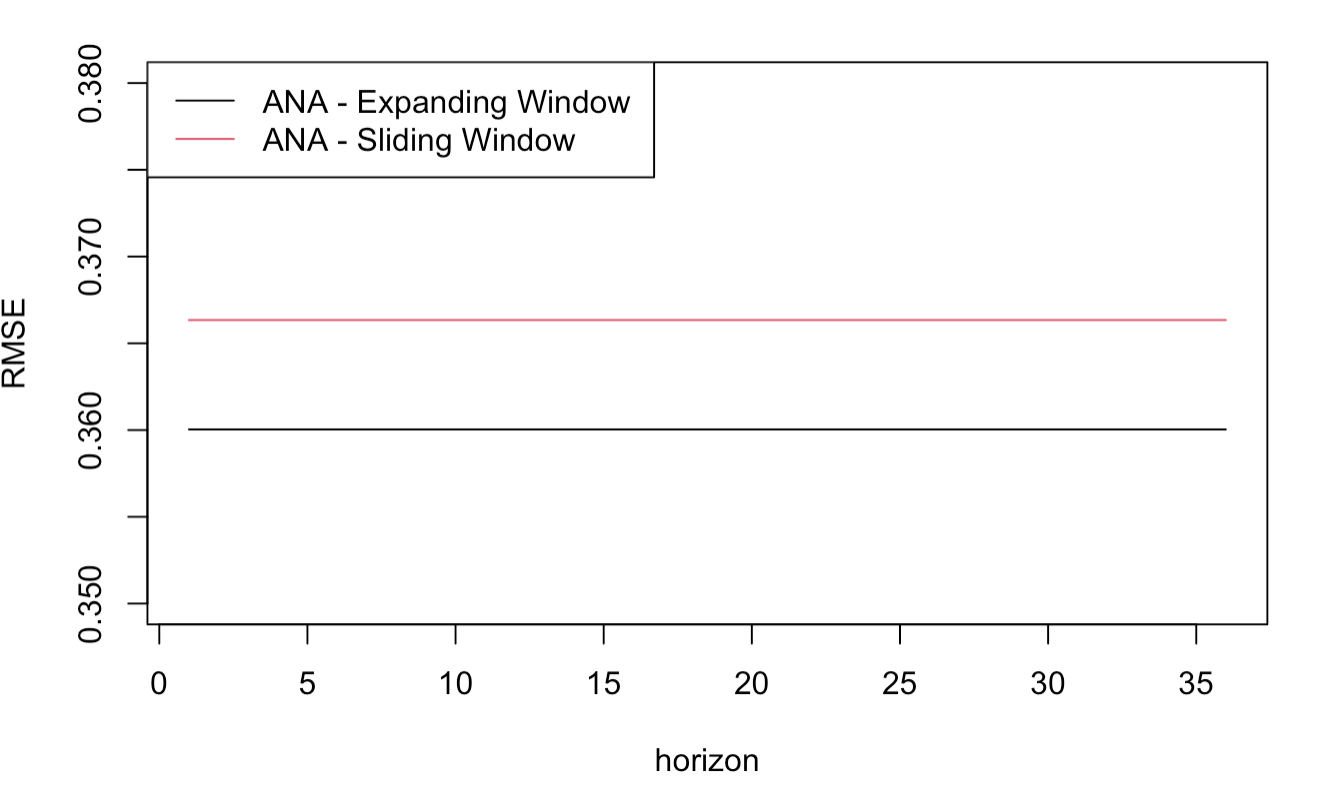 ANA - Expanding Window
ANA - Sliding Window
RMSE
0.380
0.370
0.360
0.350
0 5 10 15 20 25 30 35
horizon